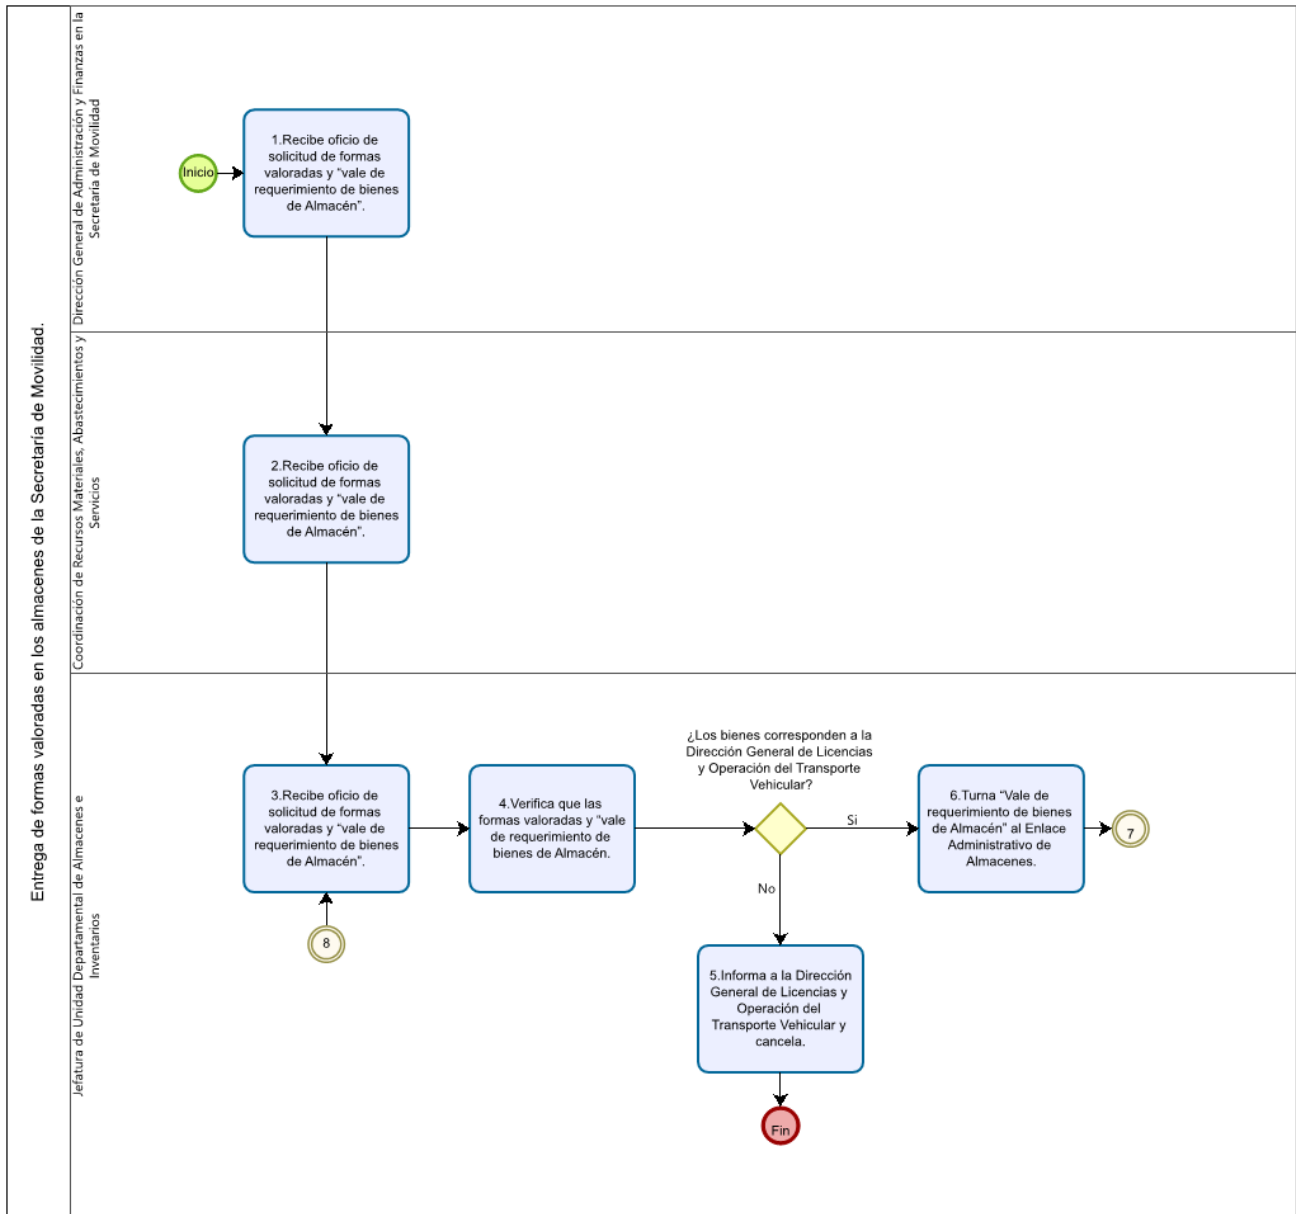 Entrega de formas valoradas en los almacenes de la Secretaría de Movilidad.
Dirección General de Administración y Finanzas en la
Secretaría de Movilidad
Inicio
1.Recibe oficio de
solicitud de formas
valoradas y “vale de
requerimiento de bienes
de Almacén”.
Coordinación de Recursos Materiales, Abastecimientos y
Servicios
2.Recibe oficio de
solicitud de formas
valoradas y “vale de
requerimiento de bienes
de Almacén”.
Jefatura de Unidad Departamental de Almacenes e
Inventarios
3.Recibe oficio de
solicitud de formas
valoradas y “vale de
requerimiento de bienes
de Almacén”.
8
4.Verifica que las
formas valoradas y “vale
de requerimiento de
bienes de Almacén.
¿Los bienes corresponden a la
Dirección General de Licencias
y Operación del Transporte
Vehicular?
Si
No
6.Turna “Vale de
requerimiento de bienes
de Almacén” al Enlace
Administrativo de
Almacenes.
7
5.Informa a la Dirección
General de Licencias y
Operación del
Transporte Vehicular y
cancela.
Fin